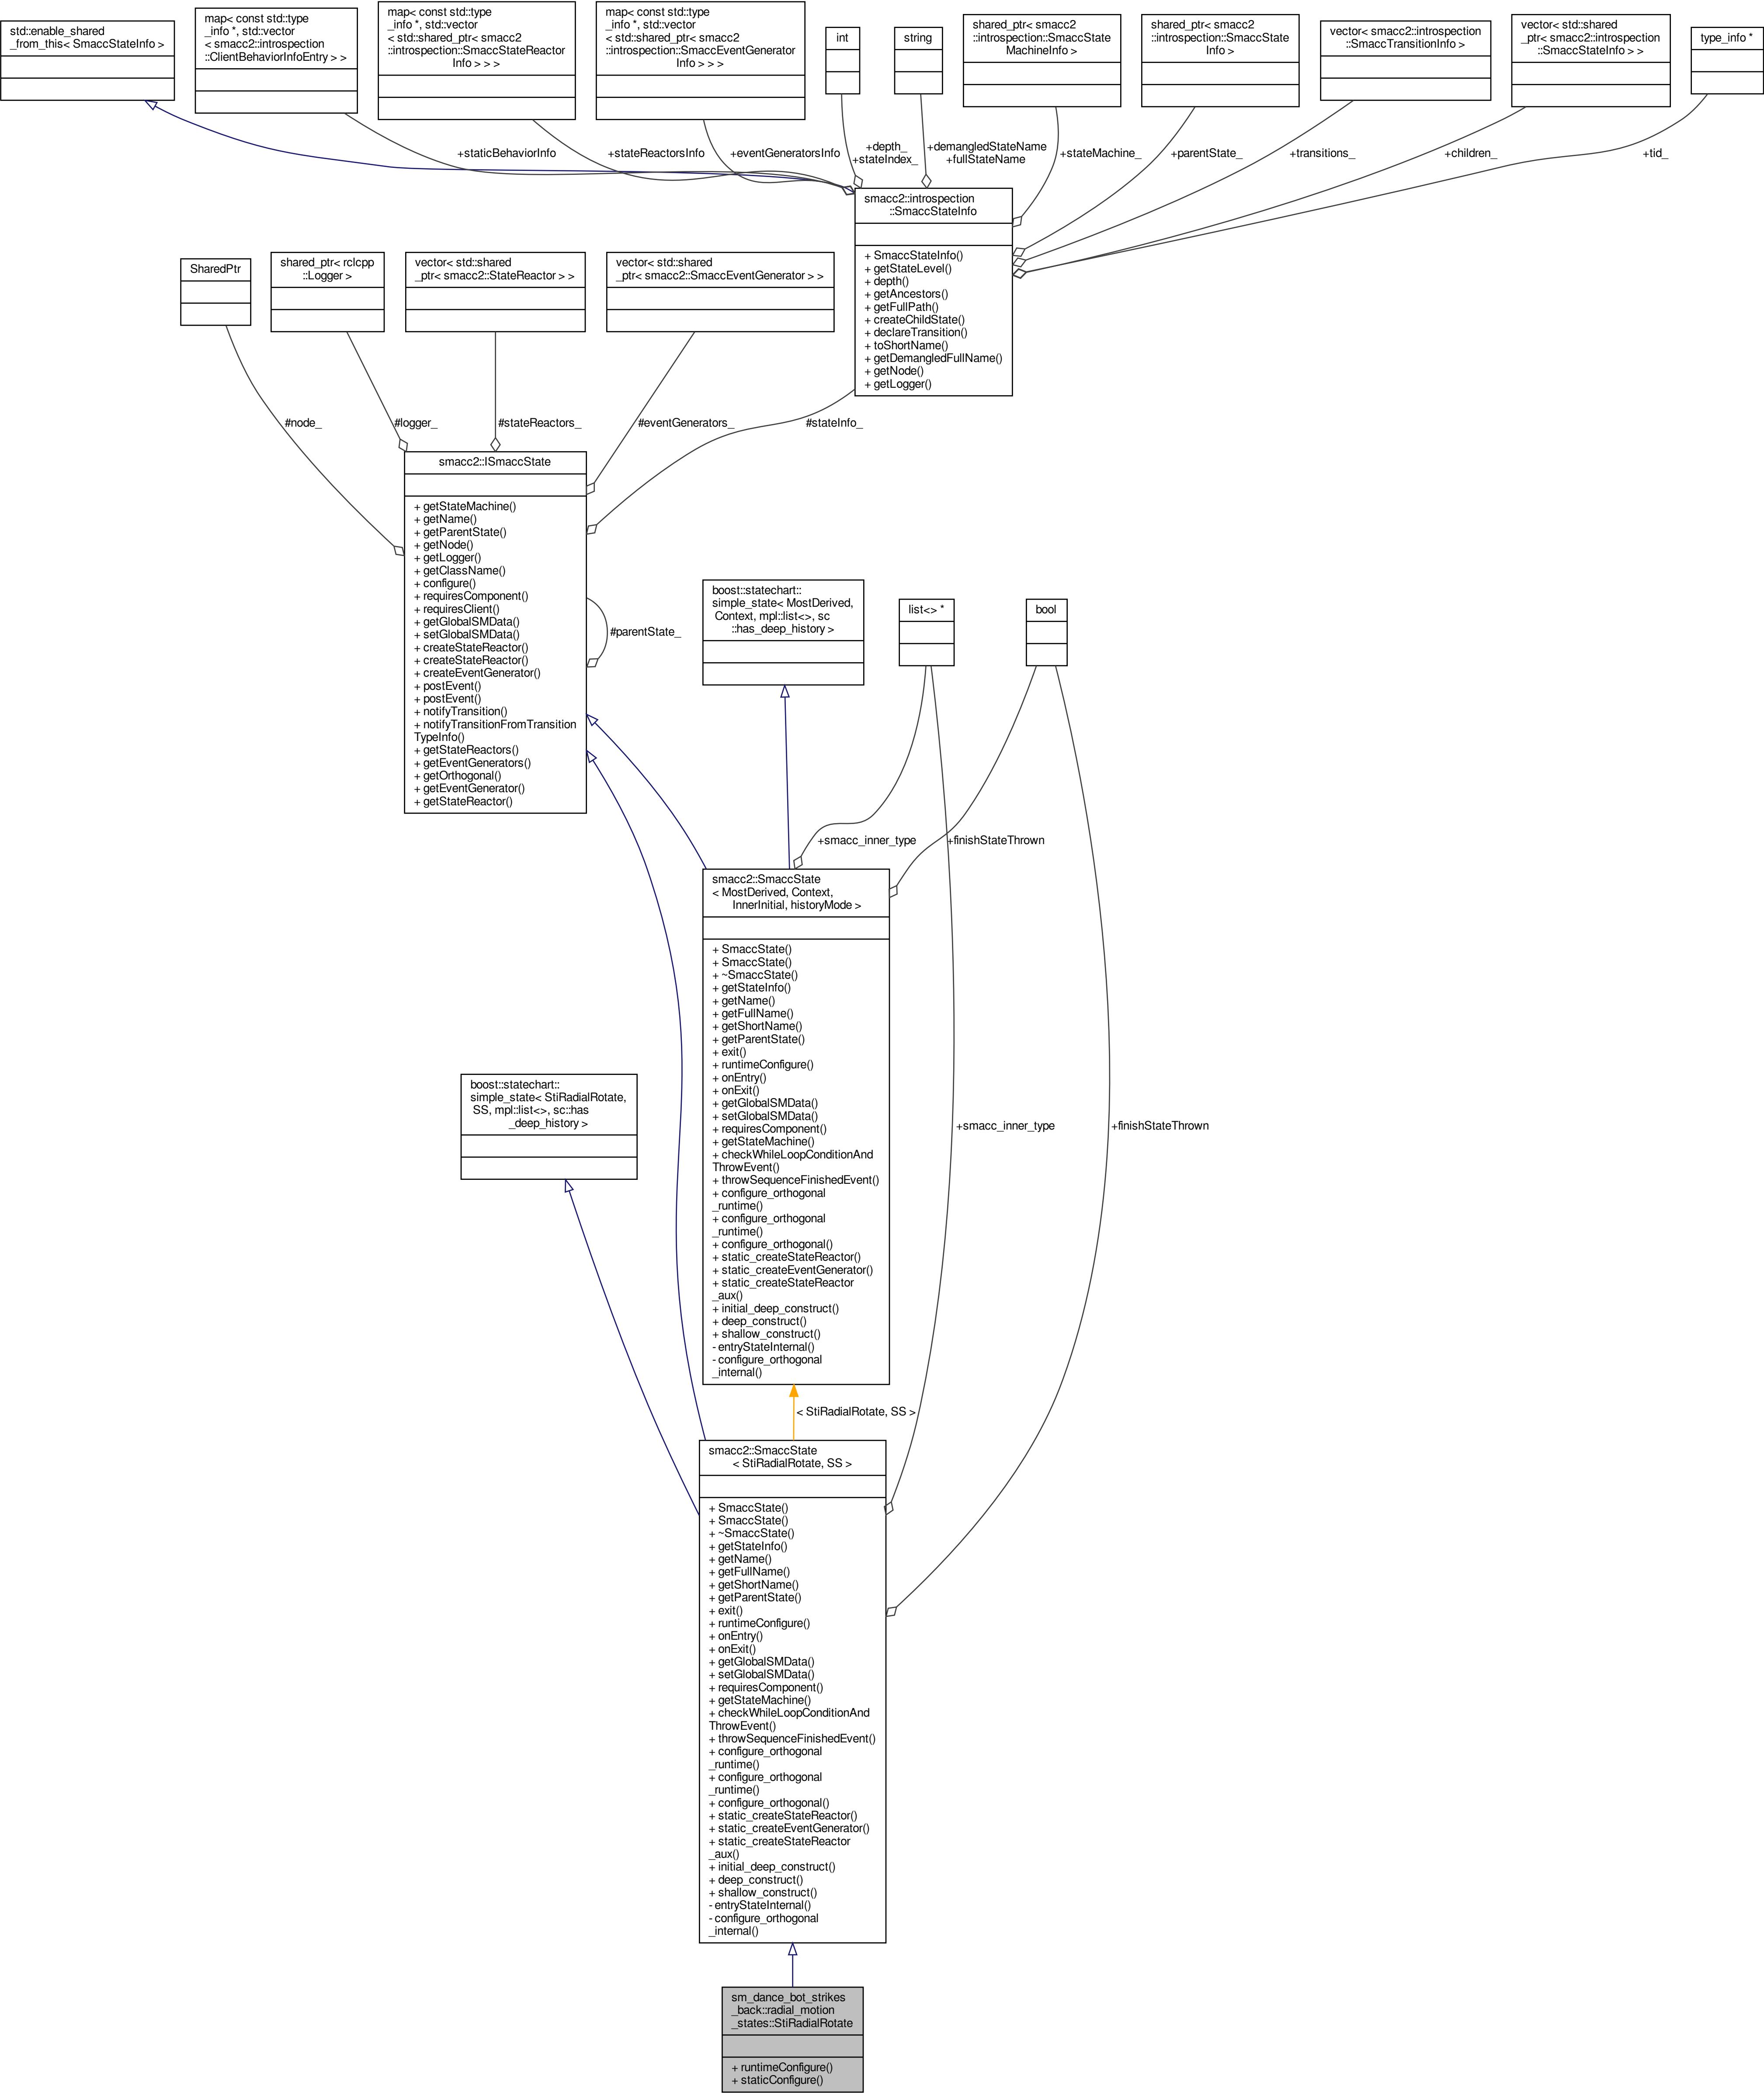 std::enable_shared
_from_this< SmaccStateInfo >
map< const std::type
_info *, std::vector
< smacc2::introspection
::ClientBehaviorInfoEntry > >
map< const std::type
_info *, std::vector
< std::shared_ptr< smacc2
::introspection::SmaccStateReactor
Info > > >
map< const std::type
_info *, std::vector
< std::shared_ptr< smacc2
::introspection::SmaccEventGenerator
Info > > >
int
string
shared_ptr< smacc2
::introspection::SmaccState
MachineInfo >
shared_ptr< smacc2
::introspection::SmaccState
Info >
vector< smacc2::introspection
::SmaccTransitionInfo >
vector< std::shared
_ptr< smacc2::introspection
::SmaccStateInfo > >
type_info *
+staticBehaviorInfo
+stateReactorsInfo
+eventGeneratorsInfo
+depth_
+stateIndex_
+demangledStateName
+fullStateName
+stateMachine_
+parentState_
+transitions_
+children_
+tid_
smacc2::introspection
::SmaccStateInfo
+ SmaccStateInfo()
+ getStateLevel()
+ depth()
+ getAncestors()
+ getFullPath()
+ createChildState()
+ declareTransition()
+ toShortName()
+ getDemangledFullName()
+ getNode()
+ getLogger()
SharedPtr
shared_ptr< rclcpp
::Logger >
vector< std::shared
_ptr< smacc2::StateReactor > >
vector< std::shared
_ptr< smacc2::SmaccEventGenerator > >
#node_
#logger_
#stateReactors_
#eventGenerators_
#stateInfo_
smacc2::ISmaccState
+ getStateMachine()
+ getName()
+ getParentState()
+ getNode()
+ getLogger()
+ getClassName()
+ configure()
+ requiresComponent()
+ requiresClient()
+ getGlobalSMData()
+ setGlobalSMData()
+ createStateReactor()
+ createStateReactor()
+ createEventGenerator()
+ postEvent()
+ postEvent()
+ notifyTransition()
+ notifyTransitionFromTransition
TypeInfo()
+ getStateReactors()
+ getEventGenerators()
+ getOrthogonal()
+ getEventGenerator()
+ getStateReactor()
#parentState_
boost::statechart::
simple_state< MostDerived,
Context, mpl::list<>, sc
::has_deep_history >
list<> *
bool
+smacc_inner_type
+finishStateThrown
smacc2::SmaccState
< MostDerived, Context,
InnerInitial, historyMode >
+ SmaccState()
+ SmaccState()
+ ~SmaccState()
+ getStateInfo()
+ getName()
+ getFullName()
+ getShortName()
+ getParentState()
+ exit()
+ runtimeConfigure()
+ onEntry()
+ onExit()
+ getGlobalSMData()
+ setGlobalSMData()
+ requiresComponent()
+ getStateMachine()
+ checkWhileLoopConditionAnd
ThrowEvent()
+ throwSequenceFinishedEvent()
+ configure_orthogonal
_runtime()
+ configure_orthogonal
_runtime()
+ configure_orthogonal()
+ static_createStateReactor()
+ static_createEventGenerator()
+ static_createStateReactor
_aux()
+ initial_deep_construct()
+ deep_construct()
+ shallow_construct()
- entryStateInternal()
- configure_orthogonal
_internal()
boost::statechart::
simple_state< StiRadialRotate,
SS, mpl::list<>, sc::has
_deep_history >
+smacc_inner_type
+finishStateThrown
< StiRadialRotate, SS >
smacc2::SmaccState
< StiRadialRotate, SS >
+ SmaccState()
+ SmaccState()
+ ~SmaccState()
+ getStateInfo()
+ getName()
+ getFullName()
+ getShortName()
+ getParentState()
+ exit()
+ runtimeConfigure()
+ onEntry()
+ onExit()
+ getGlobalSMData()
+ setGlobalSMData()
+ requiresComponent()
+ getStateMachine()
+ checkWhileLoopConditionAnd
ThrowEvent()
+ throwSequenceFinishedEvent()
+ configure_orthogonal
_runtime()
+ configure_orthogonal
_runtime()
+ configure_orthogonal()
+ static_createStateReactor()
+ static_createEventGenerator()
+ static_createStateReactor
_aux()
+ initial_deep_construct()
+ deep_construct()
+ shallow_construct()
- entryStateInternal()
- configure_orthogonal
_internal()
sm_dance_bot_strikes
_back::radial_motion
_states::StiRadialRotate
+ runtimeConfigure()
+ staticConfigure()